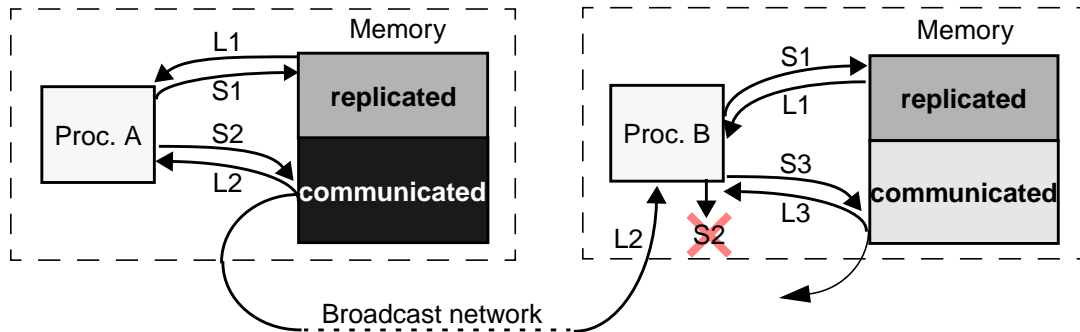 Memory
L1
S1
replicated
Proc. A
S2
L2
communicated
Memory
S1
L1
replicated
Proc. B
S3
L3
communicated
S2
L2
Broadcast network